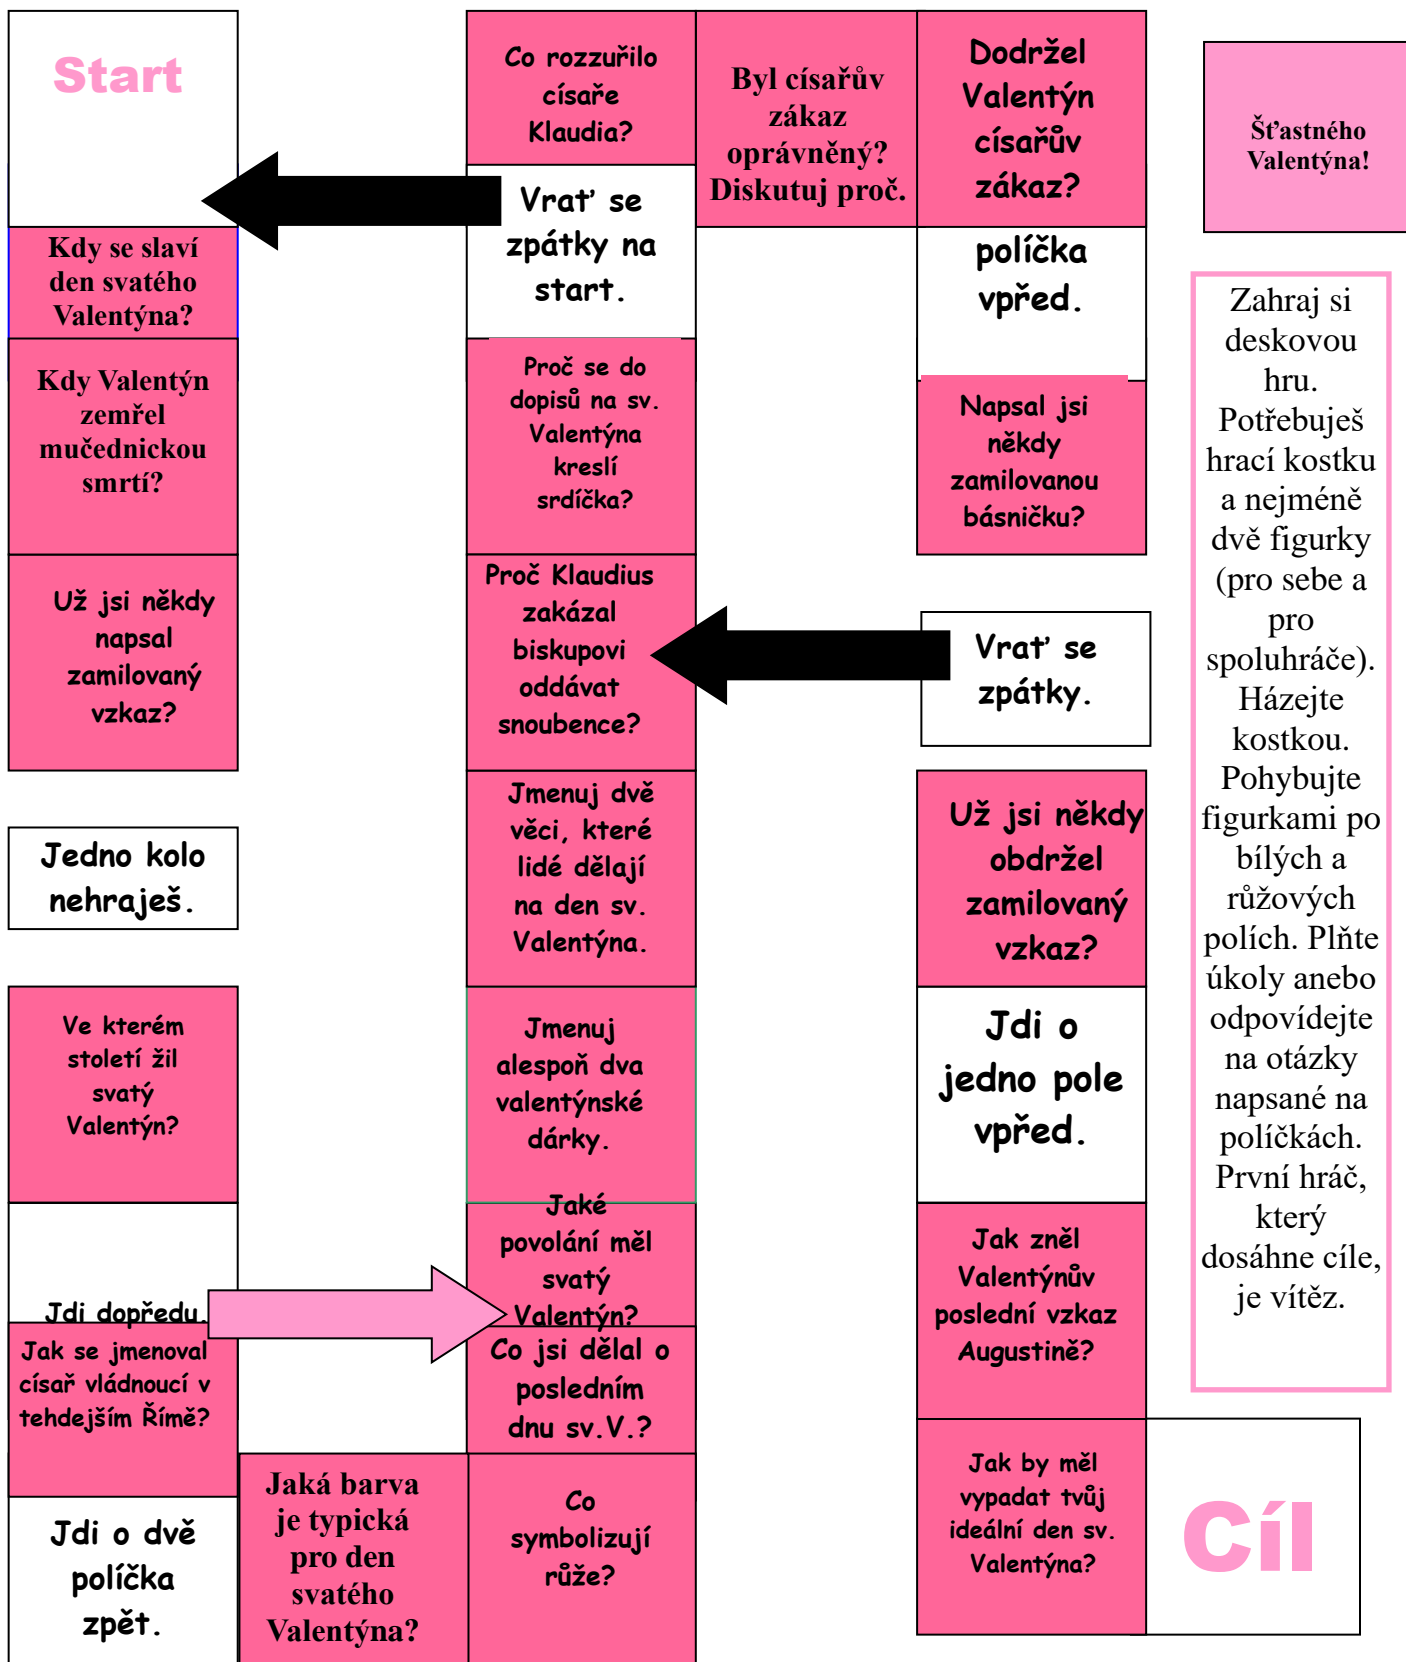 Start
Kdy se slaví
den svatého
Valentýna?
Kdy Valentýn
zemřel
mučednickou
smrtí?
Už jsi někdy
napsal
zamilovaný
vzkaz?
Jedno kolo
nehraješ.
Ve kterém
století žil
svatý
Valentýn?
Jdi dopředu.
Jak se jmenoval
císař vládnoucí v
tehdejším Římě?
Jdi o dvě
políčka
zpět.
Jaká barva
je typická
pro den
svatého
Valentýna?
Co
symbolizují
růže?
Co jsi dělal o
posledním
dnu sv.V.?
Jaké
povolání měl
svatý
Valentýn?
Jmenuj
alespoň dva
valentýnské
dárky.
Jmenuj dvě
věci, které
lidé dělají
na den sv.
Valentýna.
Proč Klaudius
zakázal
biskupovi
oddávat
snoubence?
Proč se do
dopisů na sv.
Valentýna
kreslí
srdíčka?
Vrať se
zpátky na
start.
Co rozzuřilo
císaře
Klaudia?
Byl císařův
zákaz
oprávněný?
Diskutuj proč.
Dodržel
Valentýn
císařův
zákaz?
políčka
vpřed.
Napsal jsi
někdy
zamilovanou
básničku?
Vrať se
zpátky.
Už jsi někdy
obdržel
zamilovaný
vzkaz?
Jdi o
jedno pole
vpřed.
Jak zněl
Valentýnův
poslední vzkaz
Augustině?
Jak by měl
vypadat tvůj
ideální den sv.
Valentýna?
Cíl
Šťastného
Valentýna!
Zahraj si
deskovou
hru.
Potřebuješ
hrací kostku
a nejméně
dvě figurky
(pro sebe a
pro
spoluhráče).
Házejte
kostkou.
Pohybujte
figurkami po
bílých a
růžových
polích. Plňte
úkoly anebo
odpovídejte
na otázky
napsané na
políčkách.
První hráč,
který
dosáhne cíle,
je vítěz.